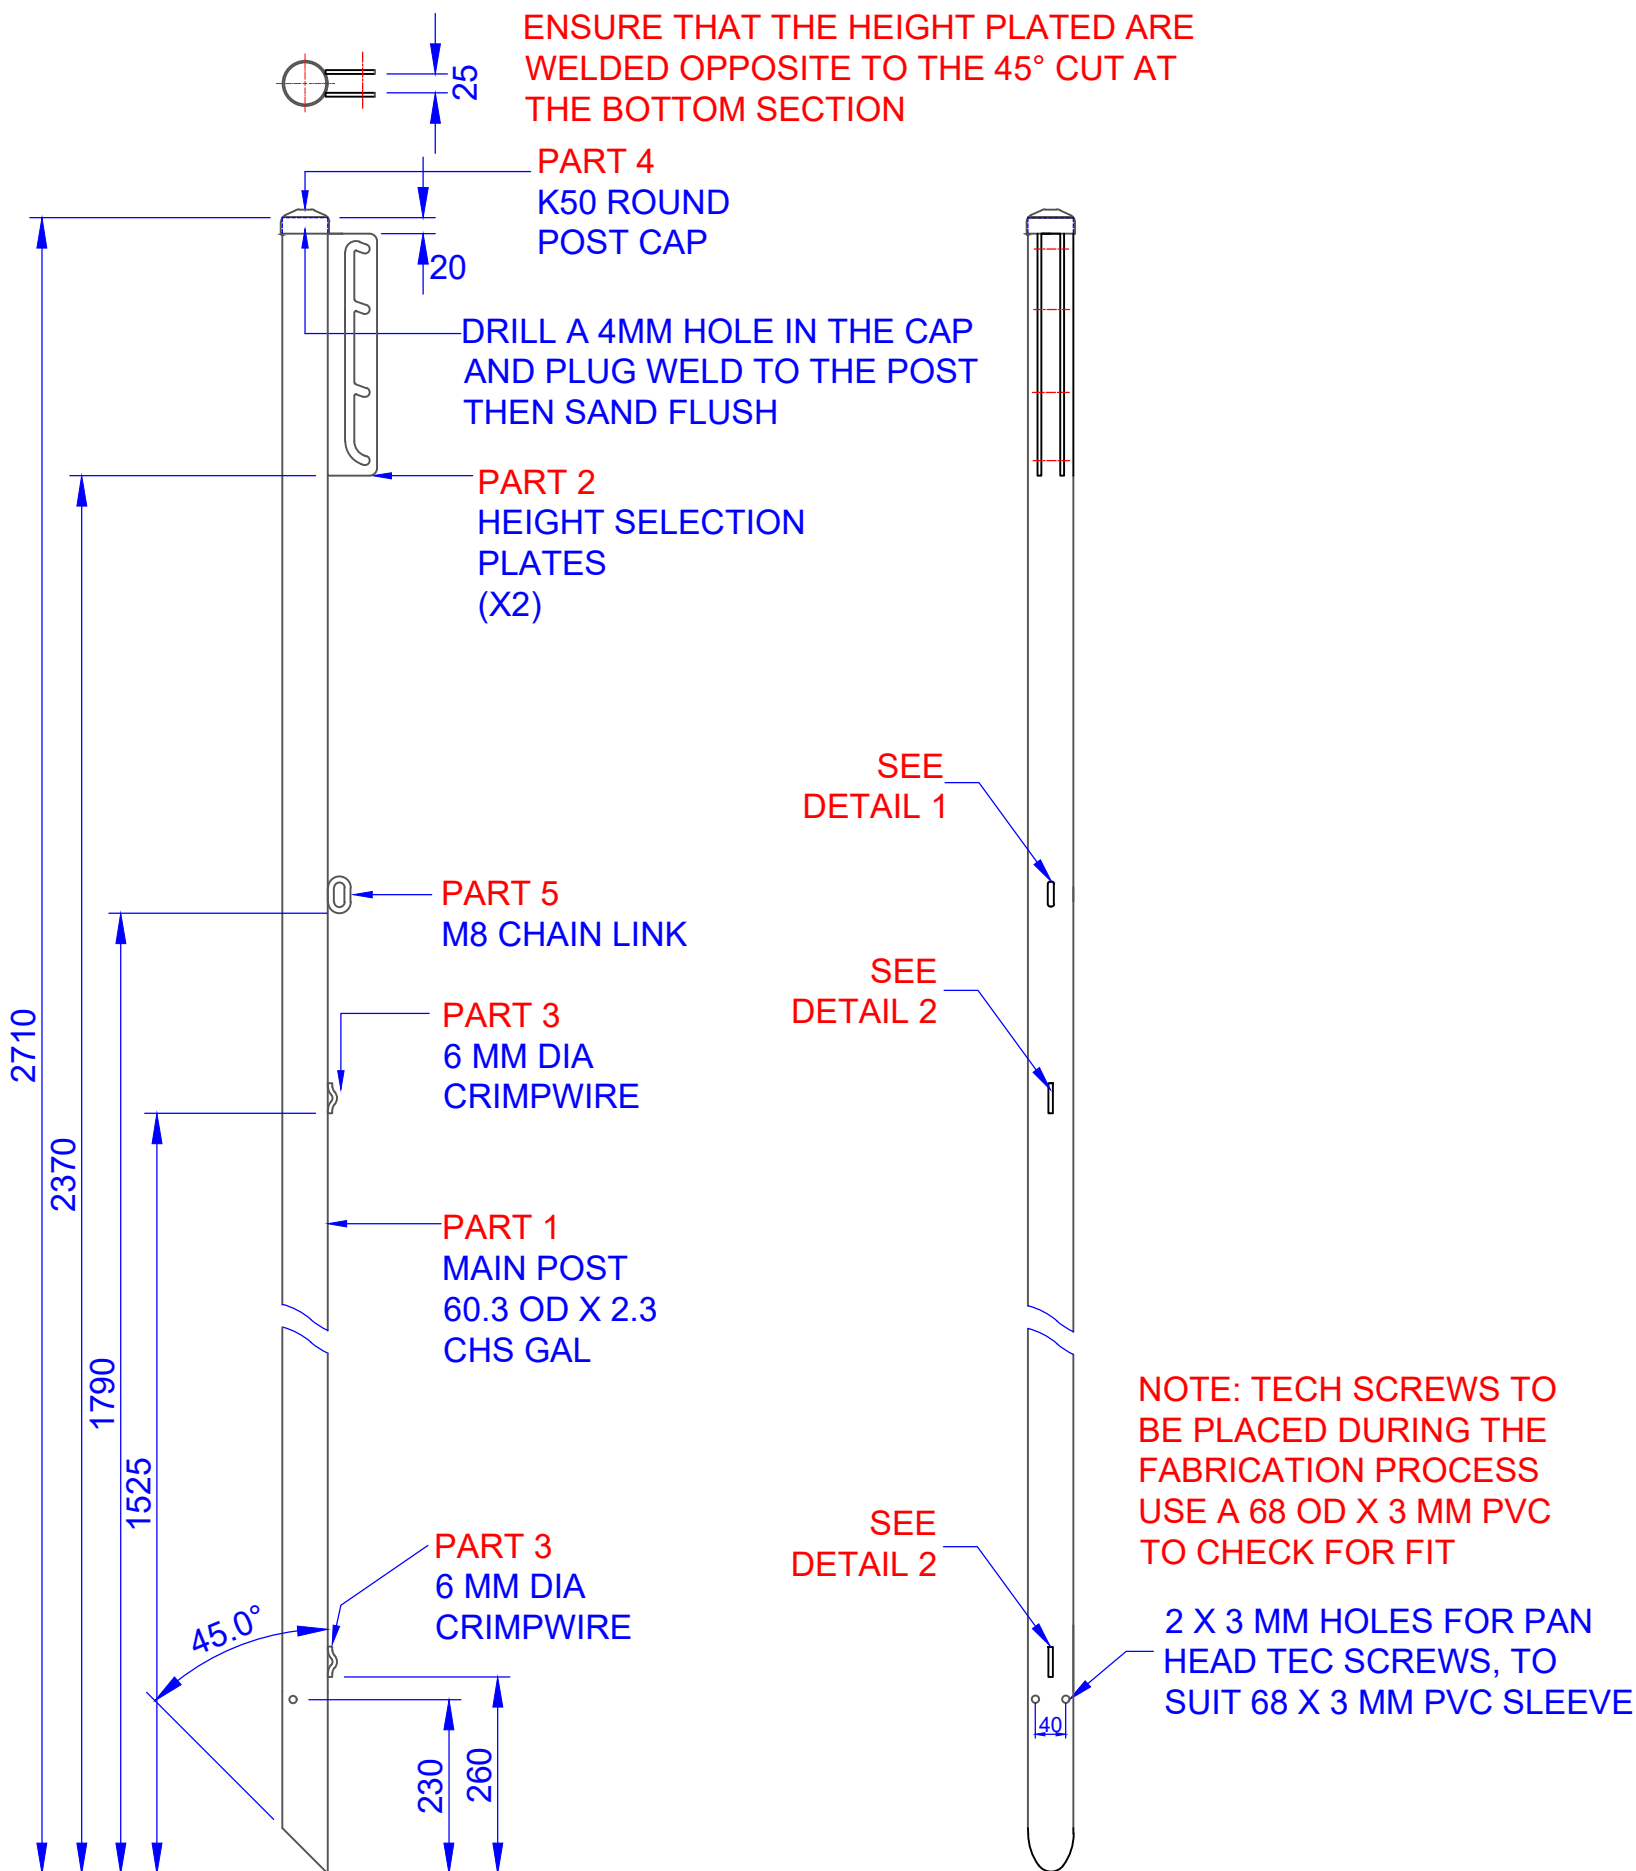 ENSURE THAT THE HEIGHT PLATED ARE
WELDED OPPOSITE TO THE 45° CUT AT
THE BOTTOM SECTION
25
PART 4
K50 ROUND
POST CAP
20
DRILL A 4MM HOLE IN THE CAP
AND PLUG WELD TO THE POST
THEN SAND FLUSH
PART 2
HEIGHT SELECTION
PLATES
(X2)
SEE
DETAIL 1
PART 5
M8 CHAIN LINK
SEE
DETAIL 2
PART 3
6 MM DIA
CRIMPWIRE
2710
2370
1790
1525
PART 1
MAIN POST
60.3 OD X 2.3
CHS GAL
NOTE: TECH SCREWS TO
BE PLACED DURING THE
FABRICATION PROCESS
USE A 68 OD X 3 MM PVC
TO CHECK FOR FIT
SEE
DETAIL 2
PART 3
6 MM DIA
CRIMPWIRE
45.0°
2 X 3 MM HOLES FOR PAN
HEAD TEC SCREWS, TO
SUIT 68 X 3 MM PVC SLEEVE
40
230
260